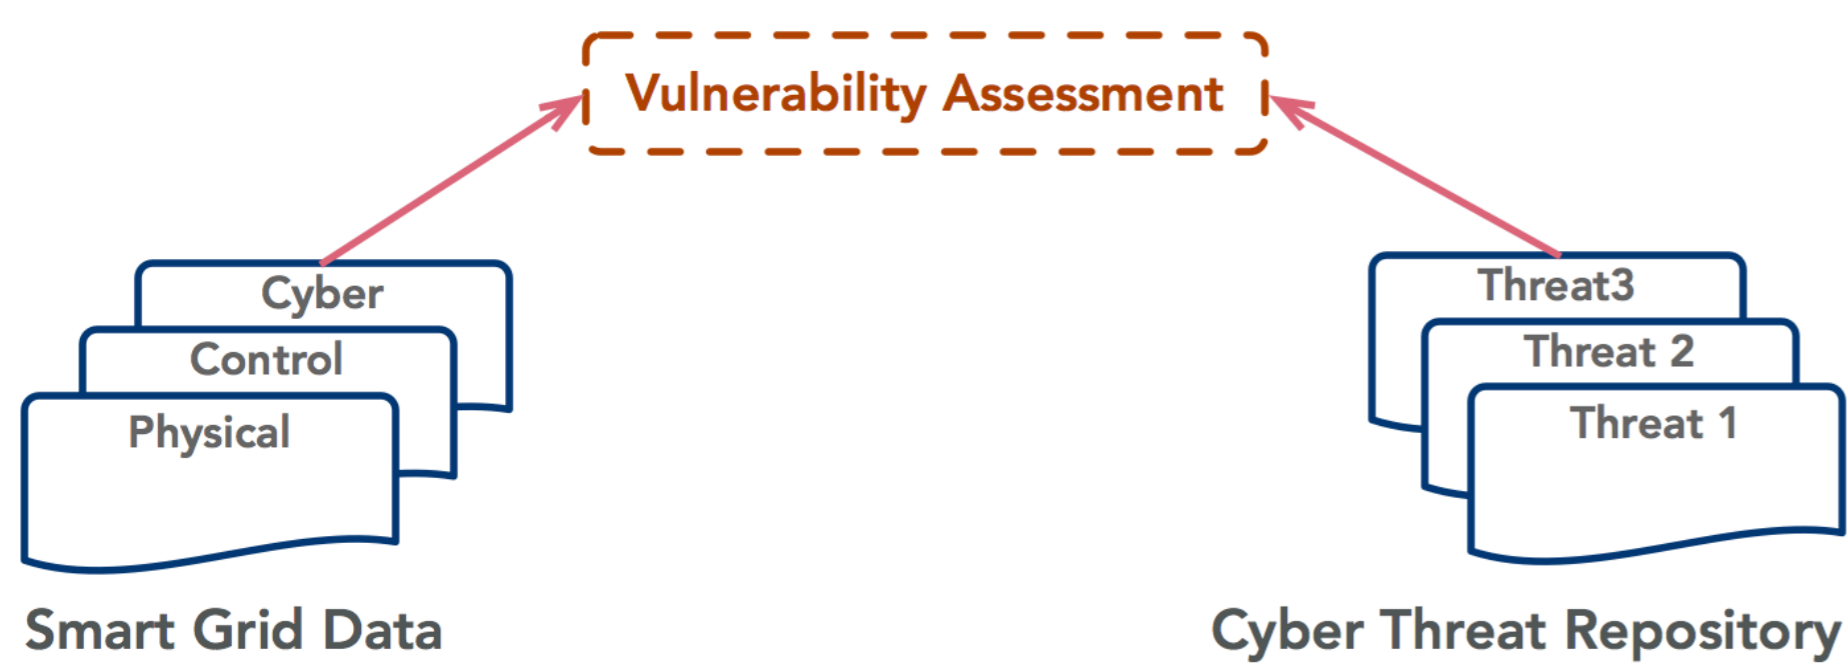 Vulnerability Assessment
Cyber
Control
Physical
Smart Grid Data
Threat3
Threat 2
Threat 1
Cyber Threat Repository